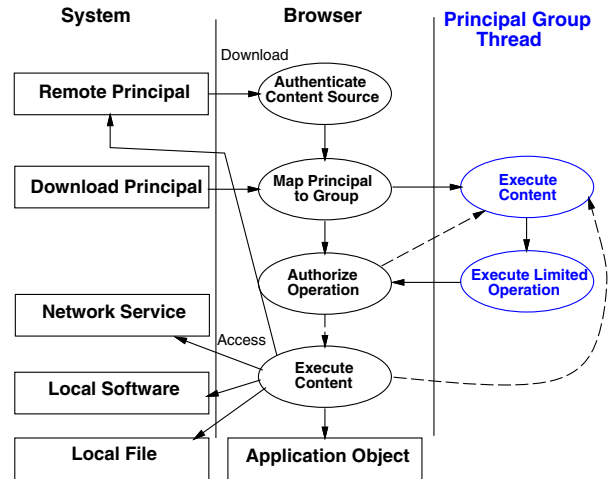 System
Browser
Principal Group
Thread
Download
Remote Principal
Authenticate
Content Source
Download Principal
Map Principal
to Group
Execute
Content
Authorize
Operation
Execute Limited
Operation
Network Service
Access
Local Software
Execute
Content
Local File
Application Object